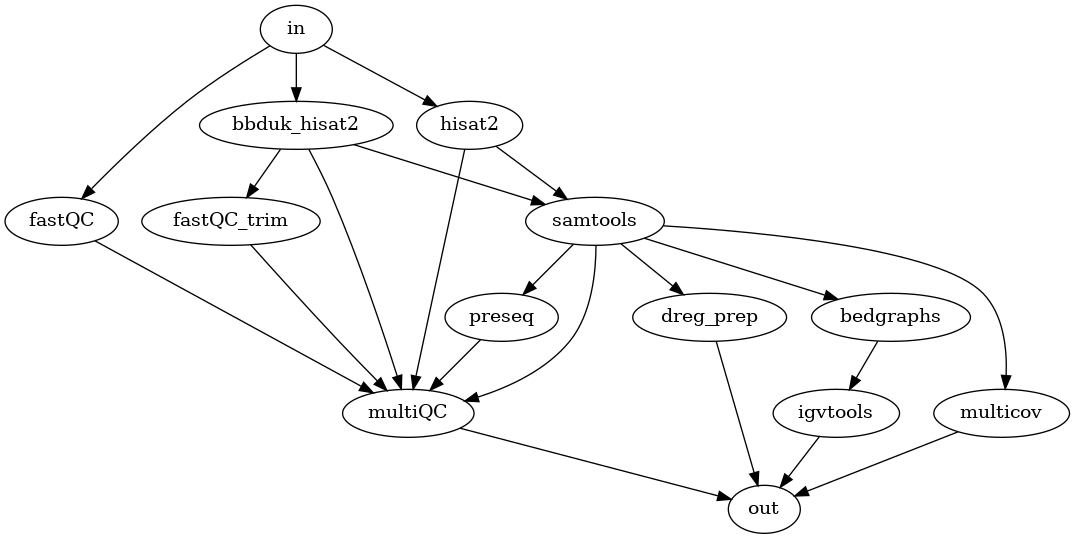 in
bbduk_hisat2
hisat2
fastQC
fastQC_trim
samtools
preseq
dreg_prep
bedgraphs
multiQC
igvtools
multicov
out